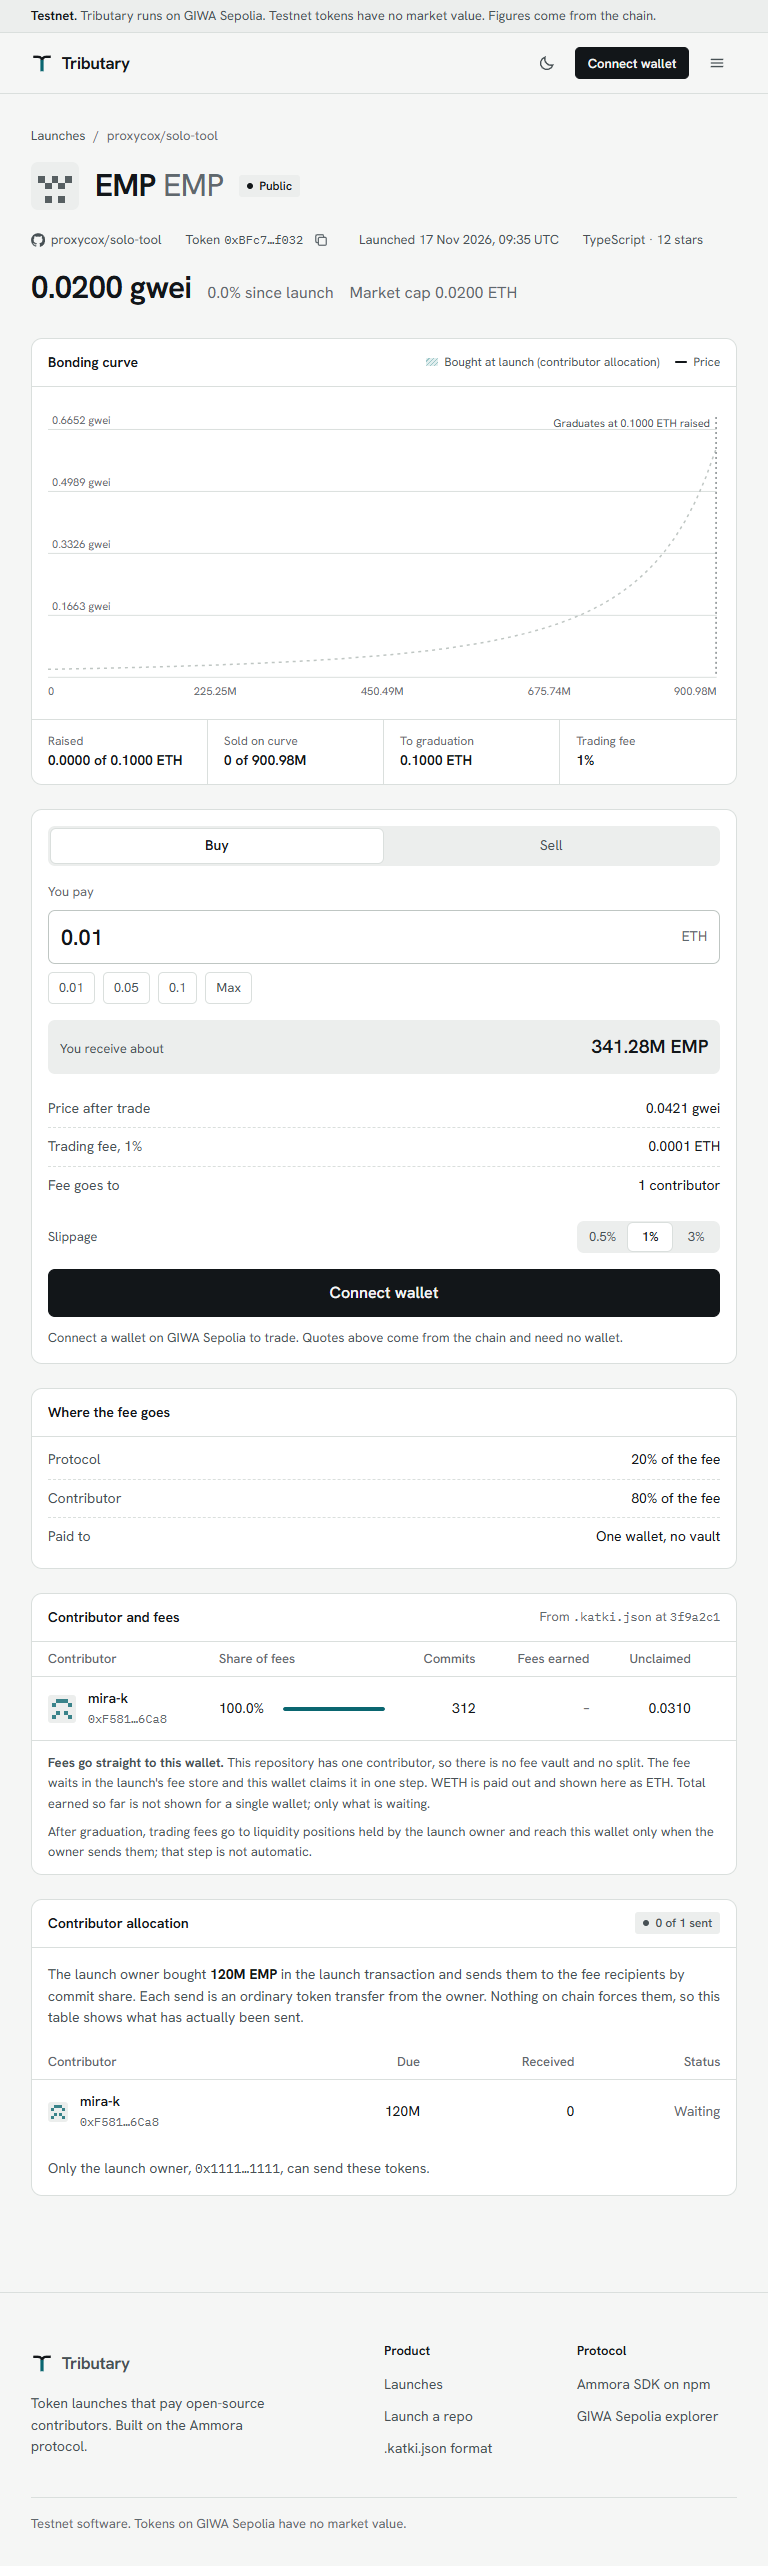 Testnet. Tributary runs on GIWA Sepolia. Testnet tokens have no market value. Figures come from the chain.
Tributary
Connect wallet
Launches / proxycox/solo-tool
EMP EMP
Public
proxycox/solo-tool
Token 0xBFc7…f032
Launched 17 Nov 2026, 09:35 UTC
TypeScript · 12 stars
0.0200 gwei
0.0% since launch
Market cap 0.0200 ETH
Bonding curve
Bought at launch (contributor allocation)
Price
0.6652 gwei
Graduates at 0.1000 ETH raised
0.4989 gwei
0.3326 gwei
0.1663 gwei
0
225.25M
450.49M
675.74M
900.98M
Raised
0.0000 of 0.1000 ETH
Sold on curve
0 of 900.98M
To graduation
0.1000 ETH
Trading fee
1%
Buy
Sell
You pay
0.01
ETH
0.01
0.05
0.1
Max
You receive about
341.28M EMP
Price after trade
0.0421 gwei
Trading fee, 1%
0.0001 ETH
Fee goes to
1 contributor
Slippage
0.5%
1%
3%
Connect wallet
Connect a wallet on GIWA Sepolia to trade. Quotes above come from the chain and need no wallet.
Where the fee goes
Protocol
20% of the fee
Contributor
80% of the fee
Paid to
One wallet, no vault
Contributor and fees
From .katki.json at 3f9a2c1
Contributor
Share of fees
Commits
Fees earned
Unclaimed
mira-k
0xF581…6Ca8
100.0%
312
–
0.0310
Fees go straight to this wallet. This repository has one contributor, so there is no fee vault and no split. The fee
waits in the launch's fee store and this wallet claims it in one step. WETH is paid out and shown here as ETH. Total
earned so far is not shown for a single wallet; only what is waiting.
After graduation, trading fees go to liquidity positions held by the launch owner and reach this wallet only when the
owner sends them; that step is not automatic.
Contributor allocation
0 of 1 sent
The launch owner bought 120M EMP in the launch transaction and sends them to the fee recipients by
commit share. Each send is an ordinary token transfer from the owner. Nothing on chain forces them, so this
table shows what has actually been sent.
Contributor
Due
Received
Status
mira-k
0xF581…6Ca8
120M
0
Waiting
Only the launch owner, 0x1111…1111, can send these tokens.
Tributary
Token launches that pay open-source
contributors. Built on the Ammora
protocol.
Product
Launches
Launch a repo
.katki.json format
Protocol
Ammora SDK on npm
GIWA Sepolia explorer
Testnet software. Tokens on GIWA Sepolia have no market value.